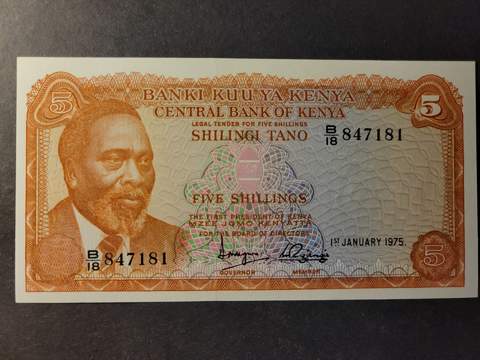 5
BANKI KUU YA KENYA
5
CENTRAL BANK OF KENYA
LEGAL TENDER FOR FIVE SHILLINGS
SHILINGI TANO
B/18 847181
FIVE SHILLINGS
THE FIRST PRESIDENT OF KENYA
MZEE JOMO KENYATTA
FOR THE BOARD OF DIRECTORS
1ST JANUARY 1975
B/18 847181
GOVERNOR MEMBER
5